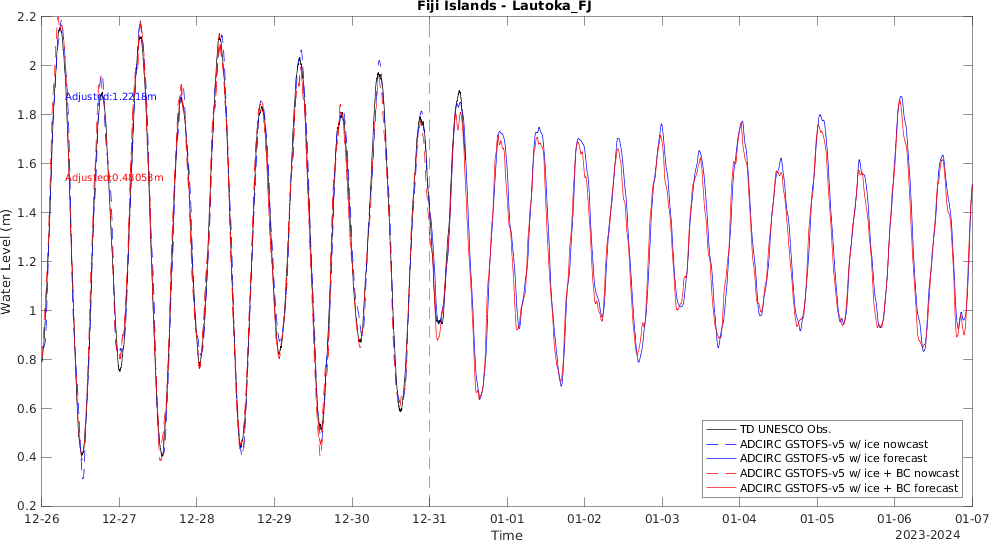 Fiji Islands - Lautoka_FJ
2.2
2
1.8
1.6
1.4
1.2
1
0.8
0.6
0.4
0.2
Water Level (m)
Adjusted:1.2218m
Adjusted:0.48053m
TD UNESCO Obs.
ADCIRC GSTOFS-v5 w/ ice nowcast
ADCIRC GSTOFS-v5 w/ ice forecast
ADCIRC GSTOFS-v5 w/ ice + BC nowcast
ADCIRC GSTOFS-v5 w/ ice + BC forecast
12-26 12-27 12-28 12-29 12-30 12-31 01-01 01-02 01-03 01-04 01-05 01-06 01-07
Time
2023-2024